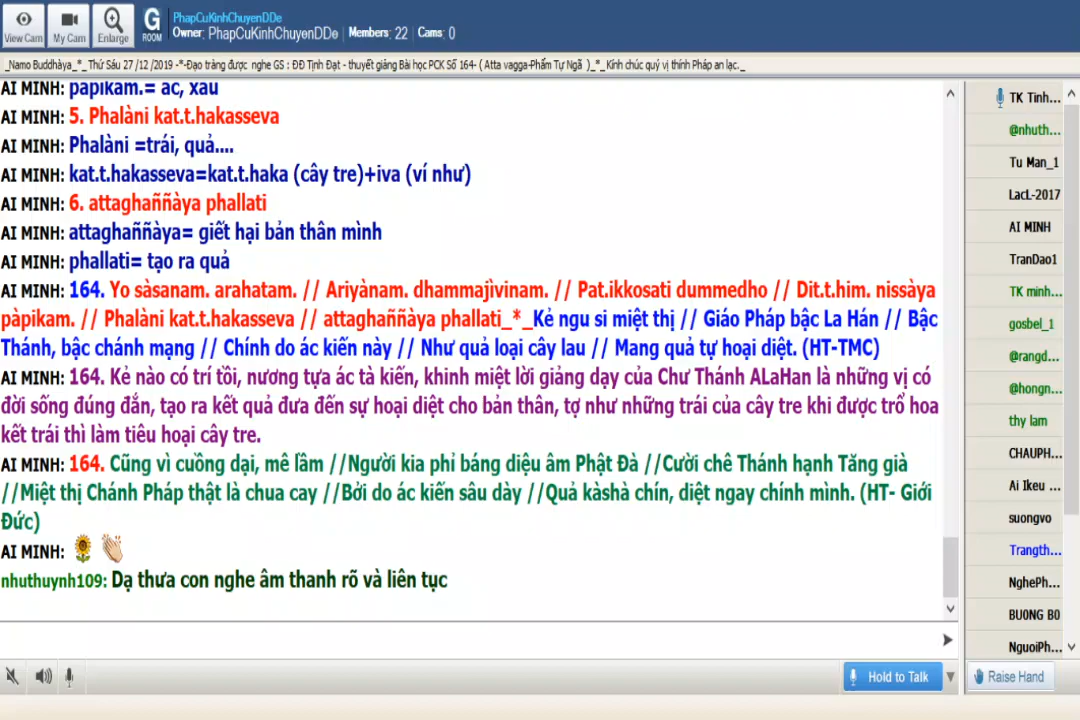 View Cam
My Cam
Enlarge
G
ROOM
PhapCuKinhChuyenDDe
Owner: PhapCuKinhChuyenDDe Members: 22 Cams: 0
_Namo Buddhàya_*_Thứ Sáu 27 /12 /2019 -*-Đạo tràng được nghe GS : ĐĐ Tịnh Đạt - thuyết giảng Bài học PCK Số 164- ( Atta vagga-Phẩm Tự Ngã )_*_Kính chúc quý vị thính Pháp an lạc._
AI MINH: pàpikam.= ác, xấu
AI MINH: 5. Phalàni kat.t.hakasseva
AI MINH: Phalàni =trái, quả....
AI MINH: kat.t.hakasseva=kat.t.haka (cây tre)+iva (ví như)
AI MINH: 6. attaghaññàya phallati
AI MINH: attaghaññàya= giết hại bản thân mình
AI MINH: phallati= tạo ra quả
AI MINH: 164. Yo sàsanam. arahatam. // Ariyànam. dhammajìvinam. // Pat.ikkosati dummedho // Dit.t.him. nissàya
pàpikam. // Phalàni kat.t.hakasseva // attaghaññàya phallati_*_Kẻ ngu si miệt thị // Giáo Pháp bậc La Hán // Bậc
Thánh, bậc chánh mạng // Chính do ác kiến này // Như quả loại cây lau // Mang quả tự hoại diệt. (HT-TMC)
AI MINH: 164. Kẻ nào có trí tồi, nương tựa ác tà kiến, khinh miệt lời giảng dạy của Chư Thánh ALaHan là những vị có
đời sống đúng đắn, tạo ra kết quả đưa đến sự hoại diệt cho bản thân, tợ như những trái của cây tre khi được trổ hoa
kết trái thì làm tiêu hoại cây tre.
AI MINH: 164. Cũng vì cuồng dại, mê lầm //Người kia phỉ báng diệu âm Phật Đà //Cười chê Thánh hạnh Tăng già
//Miệt thị Chánh Pháp thật là chua cay //Bởi do ác kiến sâu dày //Quả kàshà chín, diệt ngay chính mình. (HT- Giới
Đức)
AI MINH:
nhuthuynh109: Dạ thưa con nghe âm thanh rõ và liên tục
TK Tinh...
@nhuth...
Tu Man_1
LacL-2017
AI MINH
TranDao1
TK minh...
gosbel_1
@rangd...
@hongn...
thy lam
CHAUPH...
Ai Ikeu ...
suongvo
Trangth...
NghePh...
BUONG B0
NguoiPh...
Hold to Talk
Raise Hand